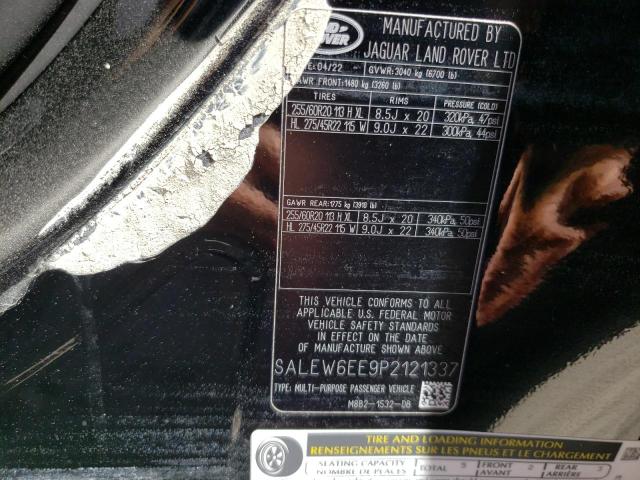 LAND ROVER
MANUFACTURED BY
JAGUAR LAND ROVER LTD
E:04/22 GVWR:3040 kg (6700 lb)
GAWR FRONT:1480 kg (3260 lb)
TIRES RIMS PRESSURE (COLD)
255/60R20 113 H XL 8.5J x 20 320kPa, 47psi
HL 275/45R22 115 W 9.0J x 22 300kPa, 44psi
GAWR REAR:1775 kg (3910 lb)
255/60R20 113 H XL 8.5J x 20 340kPa, 50psi
HL 275/45R22 115 W 9.0J x 22 340kPa, 50psi
THIS VEHICLE CONFORMS TO ALL
APPLICABLE U.S. FEDERAL MOTOR
VEHICLE SAFETY STANDARDS
IN EFFECT ON THE DATE
OF MANUFACTURE SHOWN ABOVE
SALEW6EE9P2121337
TYPE: MULTI-PURPOSE PASSENGER VEHICLE
M8B2-1532-DB
TIRE AND LOADING INFORMATION
RENSEIGNEMENTS SUR LES PNEUS ET LE CHARGEMENT
SEATING CAPACITY TOTAL 5 FRONT 2 REAR 3
NOMBRE DE PLACES AVANT ARRIÈRE